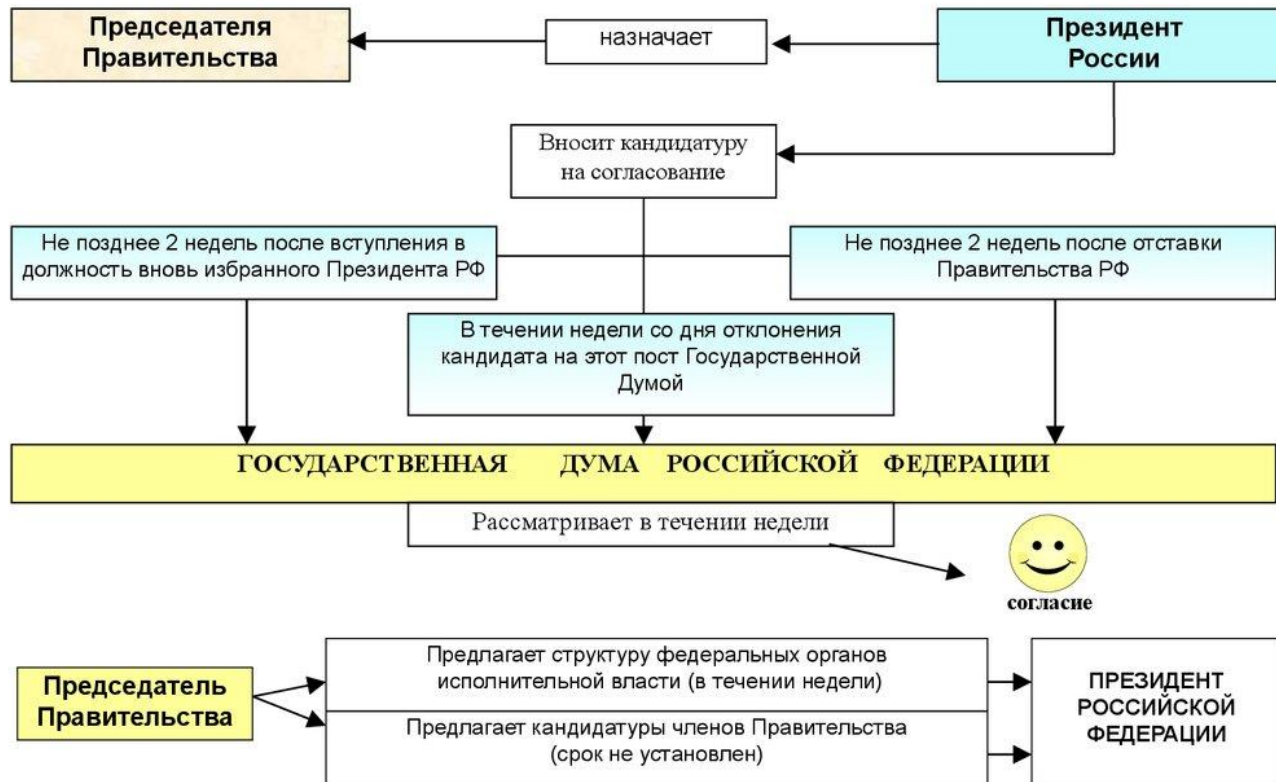 Председателя
Правительства
назначает
Президент
России
Вносит кандидатуру
на согласование
Не позднее 2 недель после вступления в
должность вновь избранного Президента РФ
Не позднее 2 недель после отставки
Правительства РФ
В течении недели со дня отклонения
кандидата на этот пост Государственной
Думой
ГОСУДАРСТВЕННАЯ ДУМА РОССИЙСКОЙ ФЕДЕРАЦИИ
Рассматривает в течении недели
согласие
Председатель
Правительства
Предлагает структуру федеральных органов
исполнительной власти (в течении недели)
Предлагает кандидатуры членов Правительства
(срок не установлен)
ПРЕЗИДЕНТ
РОССИЙСКОЙ
ФЕДЕРАЦИИ